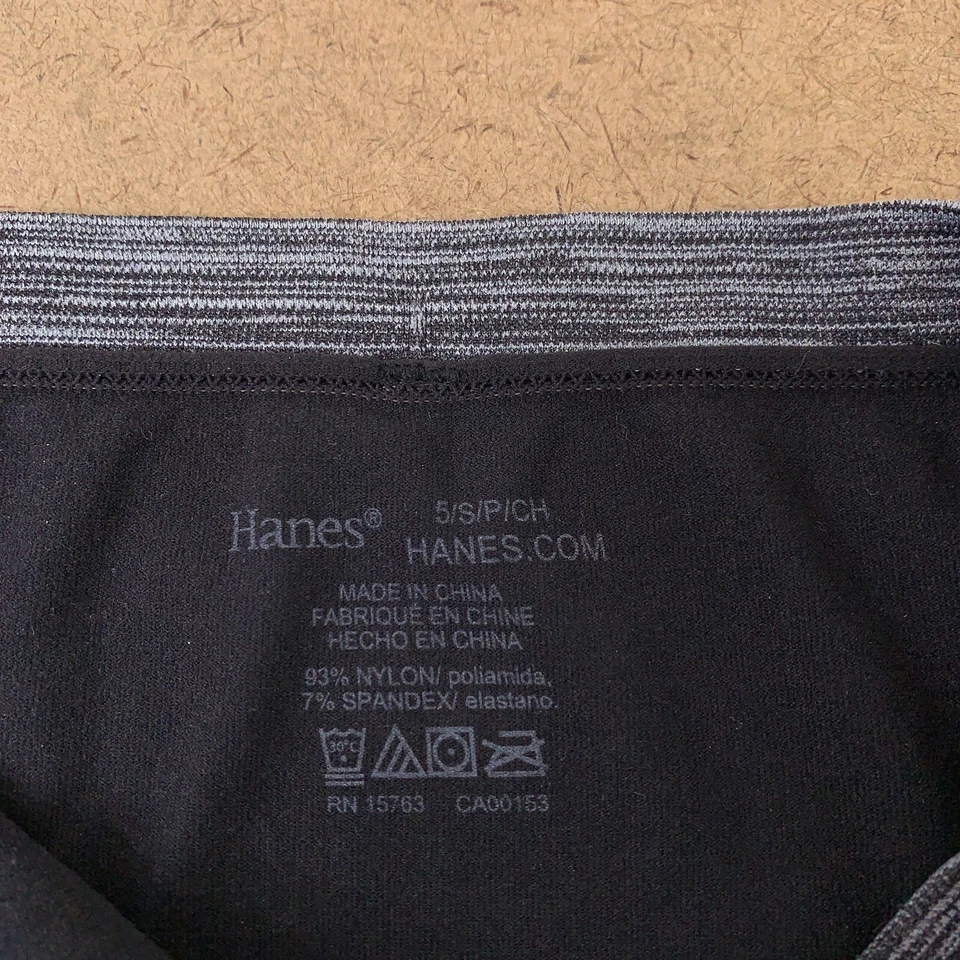 Hanes® 5/S/P/CH
HANES.COM
MADE IN CHINA
FABRIQUÉ EN CHINE
HECHO EN CHINA
93% NYLON/ poliamida,
7% SPANDEX/ elastano.
30°C
RN 15763 CA00153